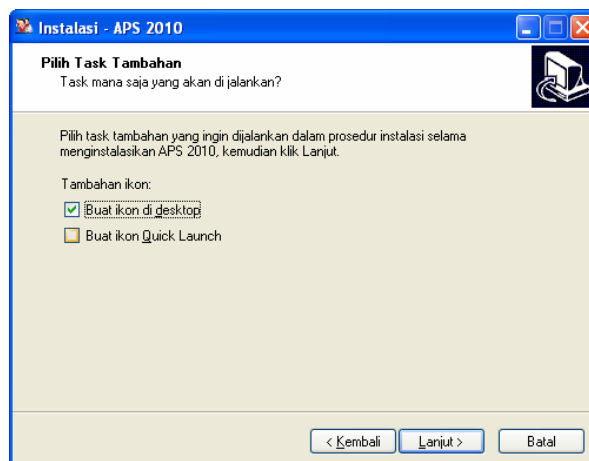 Instalasi - APS 2010
Pilih Task Tambahan
Task mana saja yang akan di jalankan?
Pilih task tambahan yang ingin dijalankan dalam prosedur instalasi selama
menginstalasikan APS 2010, kemudian klik Lanjut.
Tambahan ikon:
Buat ikon di desktop
Buat ikon Quick Launch
< Kembali
Lanjut >
Batal